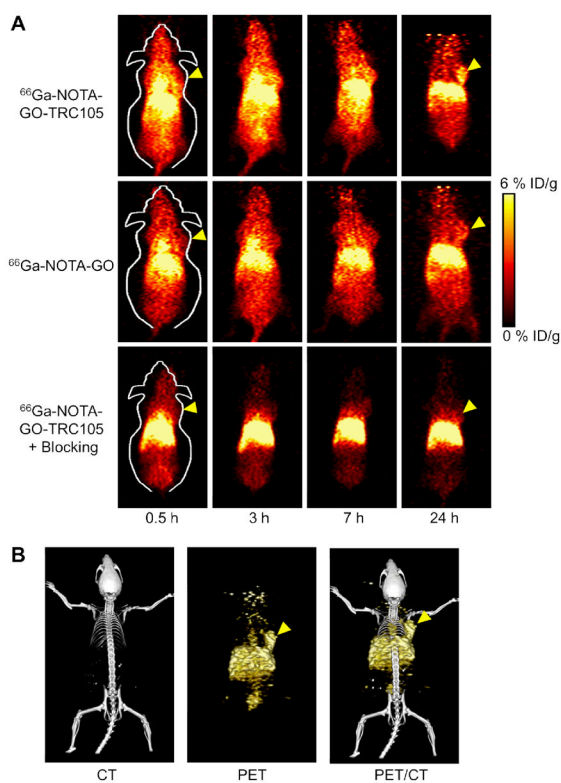 A
⁶⁶Ga-NOTA-
GO-TRC105
6 % ID/g
⁶⁶Ga-NOTA-GO
0 % ID/g
⁶⁶Ga-NOTA-
GO-TRC105
+ Blocking
0.5 h 3 h 7 h 24 h
B
CT PET PET/CT